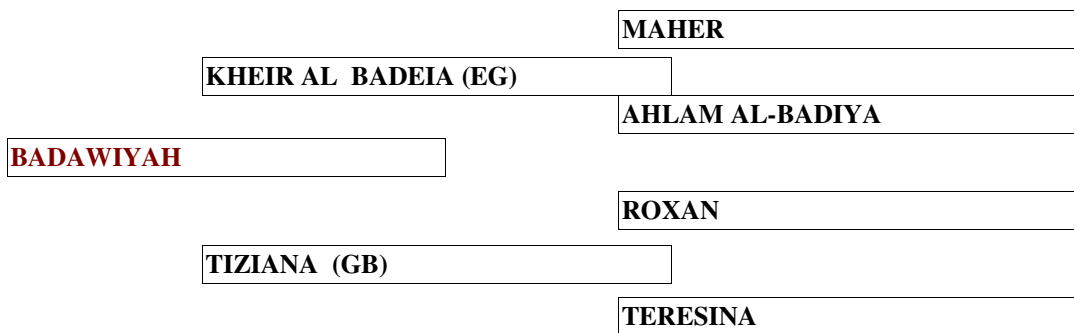 MAHER
KHEIR AL BADEIA (EG)
AHLAM AL-BADIYA
BADAWIYAH
ROXAN
TIZIANA (GB)
TERESINA